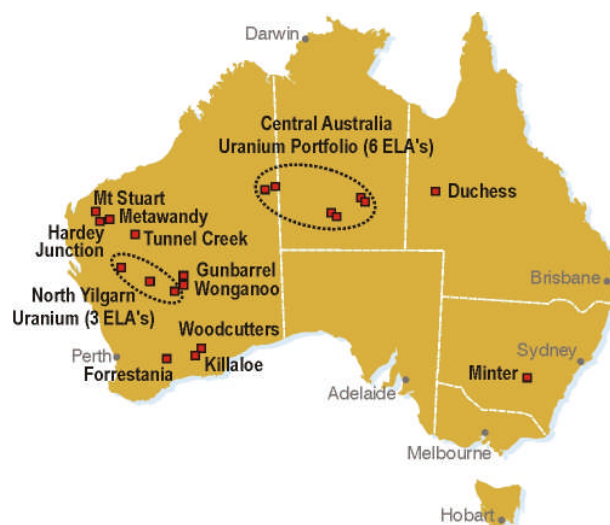 Darwin
Central Australia
Uranium Portfolio (6 ELA's)
Mt Stuart
Metawandy
Hardey
Junction
Tunnel Creek
Duchess
Gunbarrel
Wonganoo
North Yilgarn
Uranium (3 ELA's)
Brisbane
Woodcutters
Perth
Forrestania
Killaloe
Sydney
Minter
Adelaide
Melbourne
Hobart